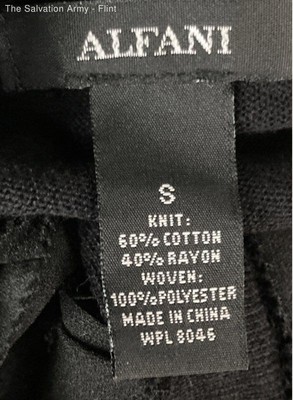 The Salvation Army - Flint
ALFANI
S
KNIT:
60% COTTON
40% RAYON
WOVEN:
100% POLYESTER
MADE IN CHINA
WPL 8046